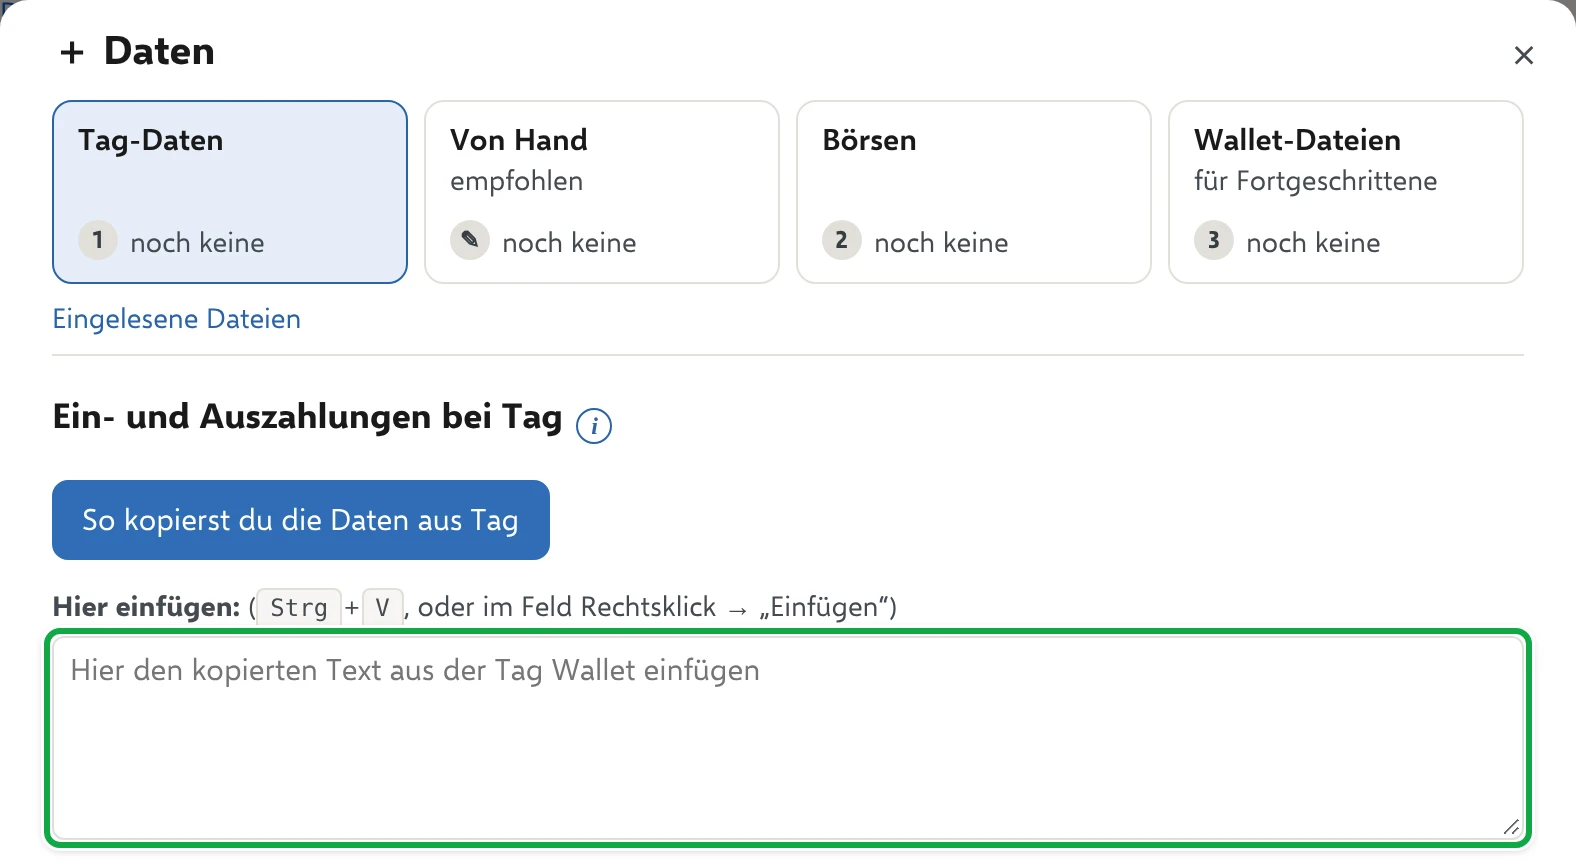 + Daten
×
Tag-Daten
1 noch keine
Von Hand
empfohlen
✎ noch keine
Börsen
2 noch keine
Wallet-Dateien
für Fortgeschrittene
3 noch keine
Eingelesene Dateien
Ein- und Auszahlungen bei Tag i
So kopierst du die Daten aus Tag
Hier einfügen: (Strg+V, oder im Feld Rechtsklick → „Einfügen“)
Hier den kopierten Text aus der Tag Wallet einfügen